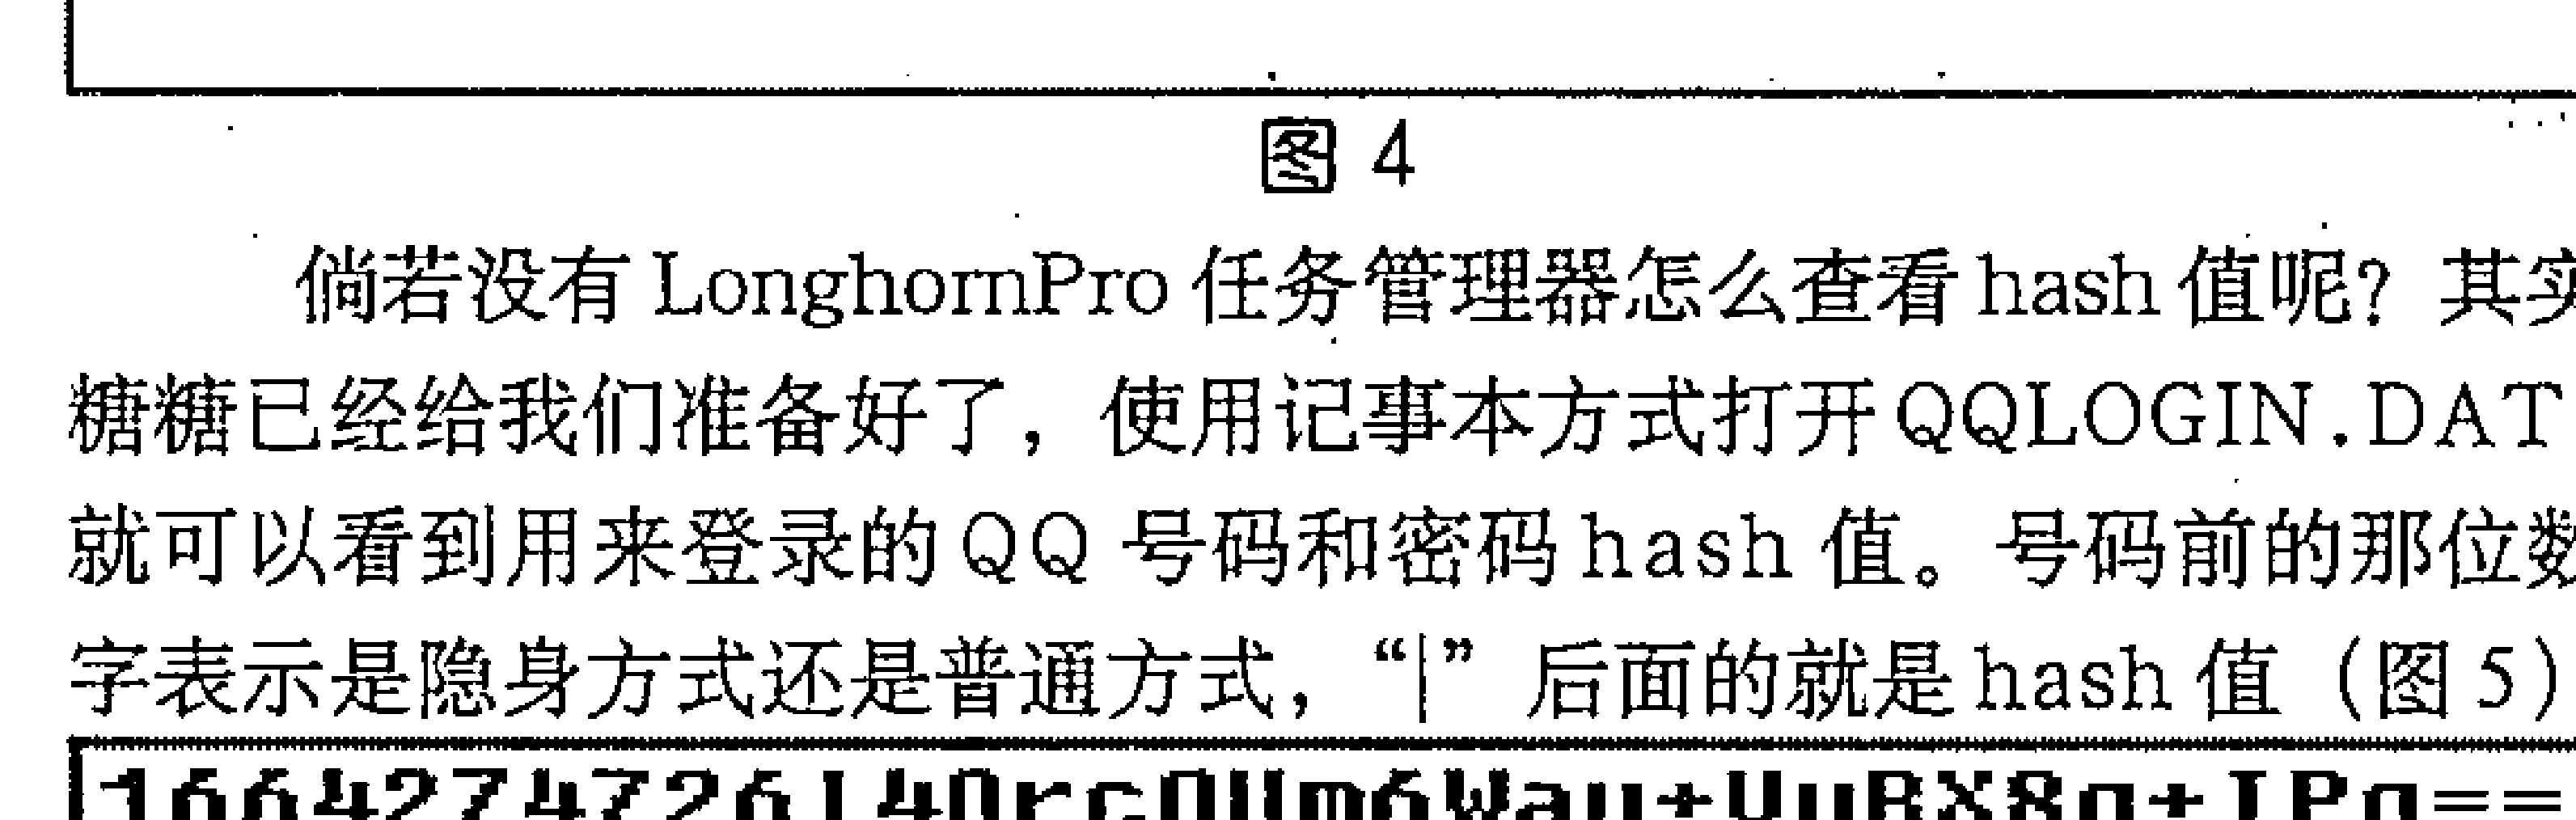 图 4
倘若没有 LonghornPro 任务管理器怎么查看 hash 值呢？其实
糖糖已经给我们准备好了，使用记事本方式打开 QQLOGIN.DAT
就可以看到用来登录的 QQ 号码和密码 hash 值。号码前的那位数
字表示是隐身方式还是普通方式，“|”后面的就是 hash 值（图 5）